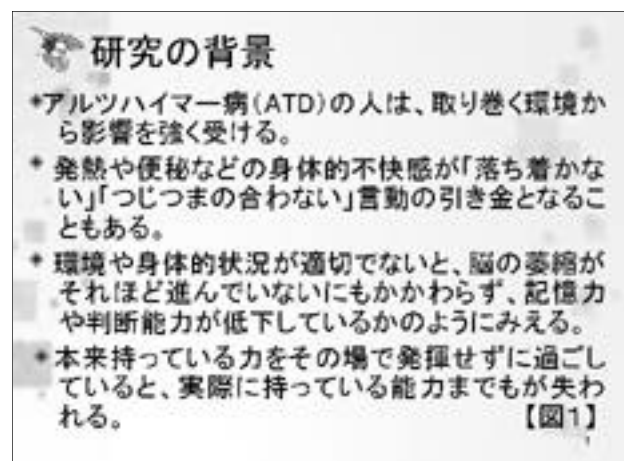 研究の背景
◆アルツハイマー病(ATD)の人は、取り巻く環境か
ら影響を強く受ける。
◆ 発熱や便秘などの身体的不快感が「落ち着かな
い」「つじつまの合わない」言動の引き金となるこ
ともある。
◆ 環境や身体的状況が適切でないと、脳の萎縮が
それほど進んでいないにもかかわらず、記憶力
や判断能力が低下しているかのようにみえる。
◆本来持っている力をその場で発揮せずに過ごし
ていると、実際に持っている能力までもが失わ
れる。 【図1】
1